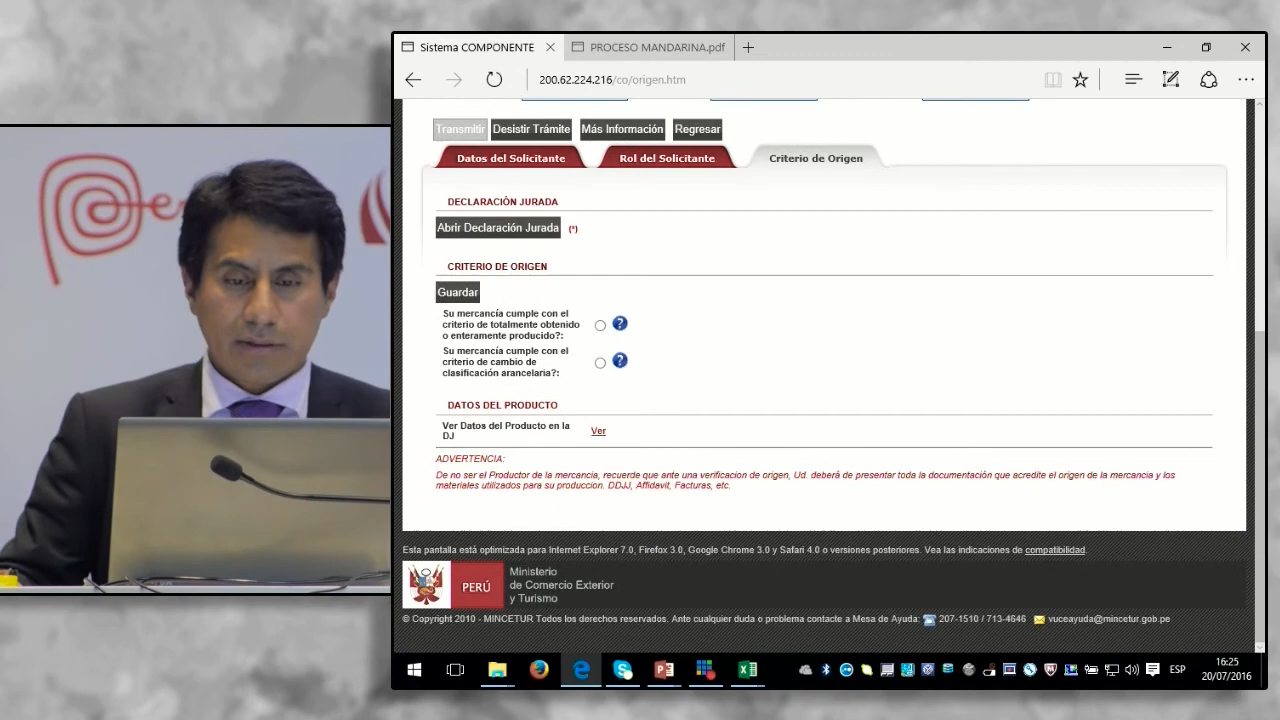 Sistema COMPONENTE
PROCESO MANDARINA.pdf
200.62.224.216/co/origen.htm
Transmitir Desistir Trámite Más Información Regresar
Datos del Solicitante Rol del Solicitante Criterio de Origen
DECLARACIÓN JURADA
Abrir Declaración Jurada (*)
CRITERIO DE ORIGEN
Guardar
Su mercancía cumple con el
criterio de totalmente obtenido
o enteramente producido?:
Su mercancía cumple con el
criterio de cambio de
clasificación arancelaria?:
DATOS DEL PRODUCTO
Ver Datos del Producto en la
DJ
Ver
ADVERTENCIA:
De no ser el Productor de la mercancia, recuerde que ante una verificacion de origen, Ud. deberá de presentar toda la documentación que acredite el origen de la mercancia y los
materiales utilizados para su produccion. DDJJ, Affidavit, Facturas, etc.
Esta pantalla está optimizada para Internet Explorer 7.0, Firefox 3.0, Google Chrome 3.0 y Safari 4.0 o versiones posteriores. Vea las indicaciones de compatibilidad.
PERÚ
Ministerio
de Comercio Exterior
y Turismo
© Copyright 2010 - MINCETUR Todos los derechos reservados. Ante cualquier duda o problema contacte a Mesa de Ayuda: 207-1510 / 713-4646 vuceayuda@mincetur.gob.pe
ESP
16:25
20/07/2016